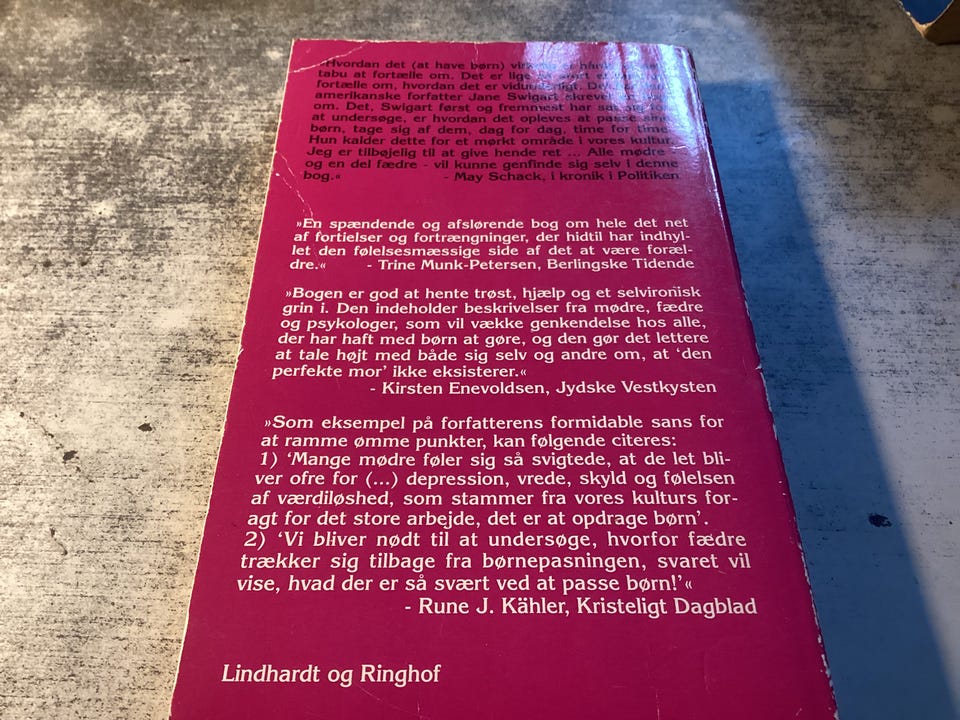 »Hvordan det (at have børn)
tabu at fortælle om. Det er lige så
fortælle om, hvordan det er vidunderligt.
amerikanske forfatter Jane Swigart skrevet
om. Det, Swigart først og fremmest har sat sig for
at undersøge, er hvordan det opleves at passe sine
børn, tage sig af dem, dag for dag, time for time.
Hun kalder dette for et mørkt område i vores kultur.
Jeg er tilbøjelig til at give hende ret ... Alle mødre -
og en del fædre - vil kunne genfinde sig selv i denne
bog.« - May Schack, i kronik i Politiken
»En spændende og afslørende bog om hele det net
af fortielser og fortrængninger, der hidtil har indhyl-
let den følelsesmæssige side af det at være foræl-
dre.« - Trine Munk-Petersen, Berlingske Tidende
»Bogen er god at hente trøst, hjælp og et selvironisk
grin i. Den indeholder beskrivelser fra mødre, fædre
og psykologer, som vil vække genkendelse hos alle,
der har haft med børn at gøre, og den gør det lettere
at tale højt med både sig selv og andre om, at 'den
perfekte mor' ikke eksisterer.«
- Kirsten Enevoldsen, Jydske Vestkysten
»Som eksempel på forfatterens formidable sans for
at ramme ømme punkter, kan følgende citeres:
1) 'Mange mødre føler sig så svigtede, at de let bli-
ver ofre for (...) depression, vrede, skyld og følelsen
af værdiløshed, som stammer fra vores kulturs for-
agt for det store arbejde, det er at opdrage børn'.
2) 'Vi bliver nødt til at undersøge, hvorfor fædre
trækker sig tilbage fra børnepasningen, svaret vil
vise, hvad der er så svært ved at passe børn!'«
- Rune J. Kähler, Kristeligt Dagblad
Lindhardt og Ringhof